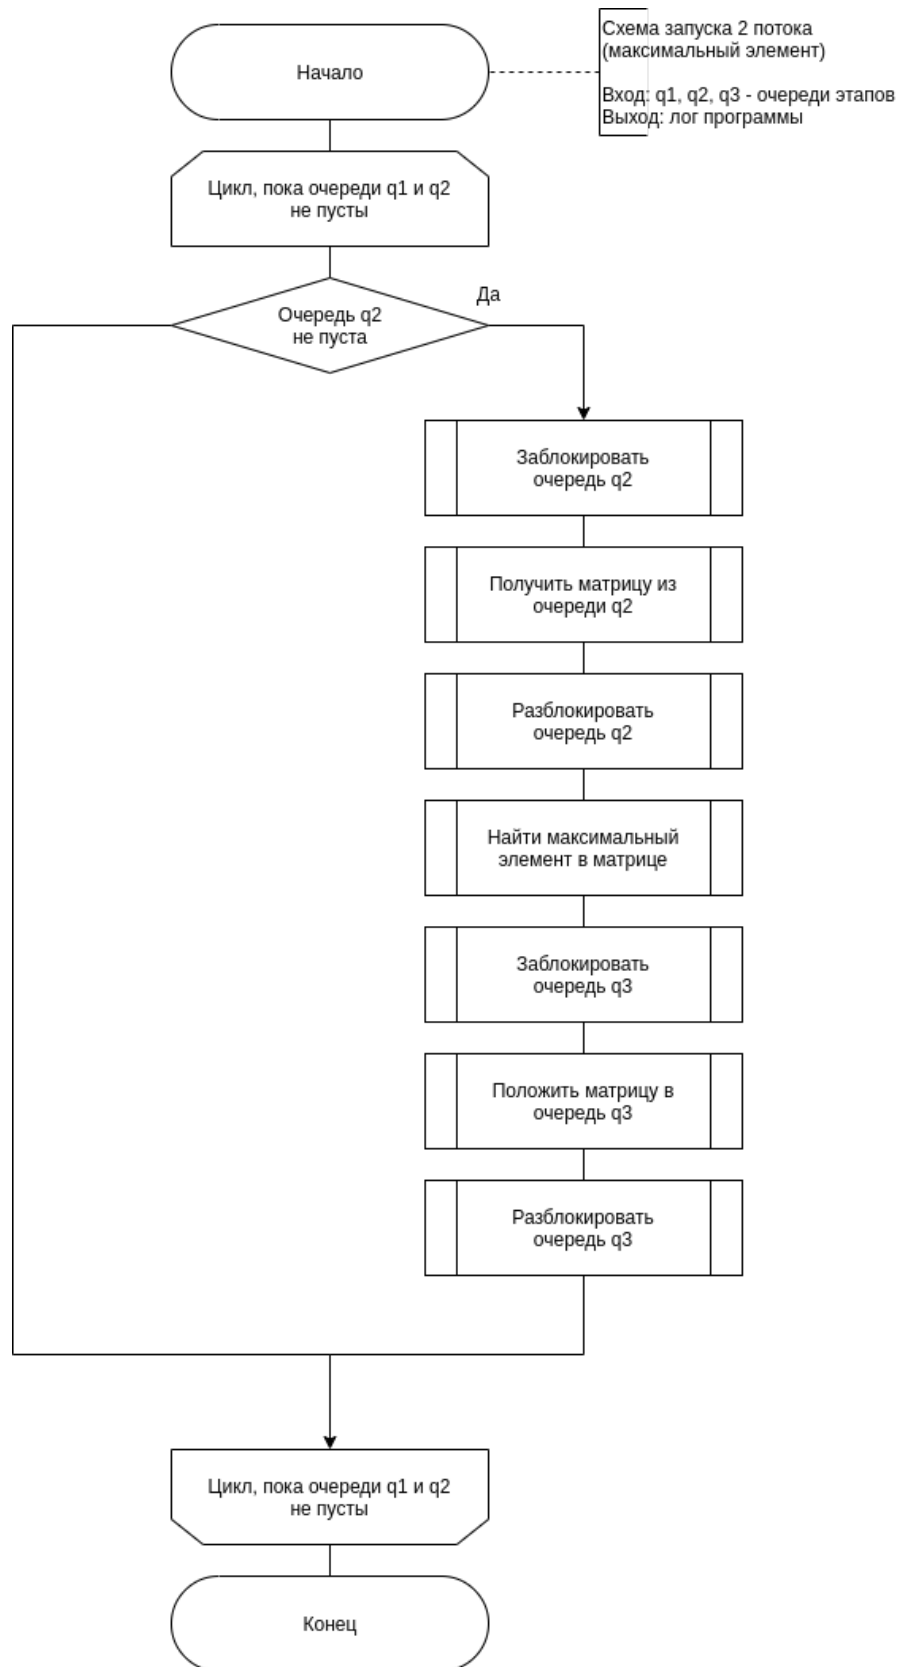 Начало
Схема запуска 2 потока
(максимальный элемент)
Вход: q1, q2, q3 - очереди этапов
Выход: лог программы
Цикл, пока очереди q1 и q2
не пусты
Очередь q2
не пуста
Да
Заблокировать
очередь q2
Получить матрицу из
очереди q2
Разблокировать
очередь q2
Найти максимальный
элемент в матрице
Заблокировать
очередь q3
Положить матрицу в
очередь q3
Разблокировать
очередь q3
Цикл, пока очереди q1 и q2
не пусты
Конец